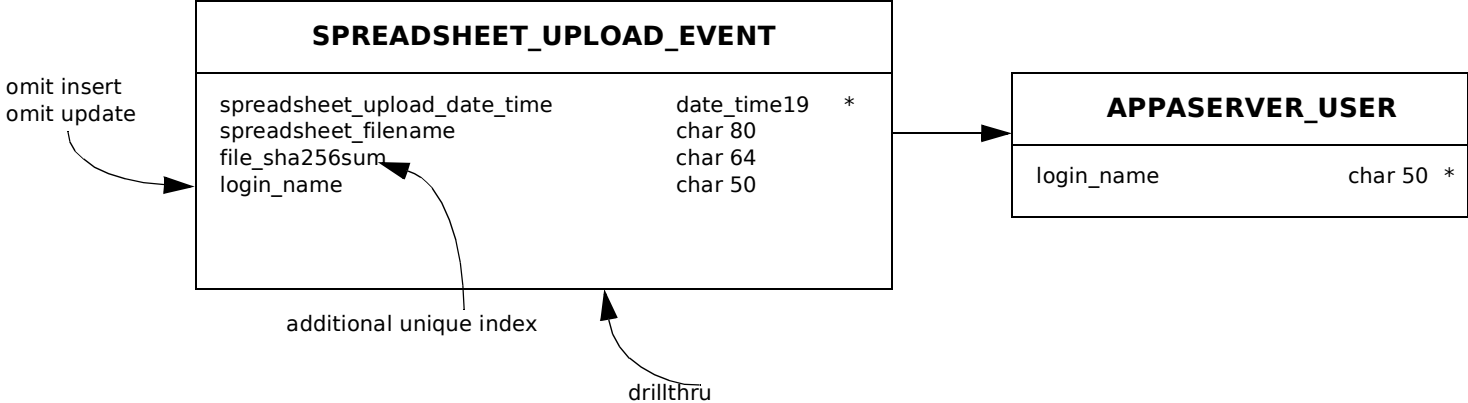 SPREADSHEET_UPLOAD_EVENT
omit insert
omit update
spreadsheet_upload_date_time date_time19 *
spreadsheet_filename char 80
file_sha256sum char 64
login_name char 50
APPASERVER_USER
login_name char 50 *
additional unique index
drillthru